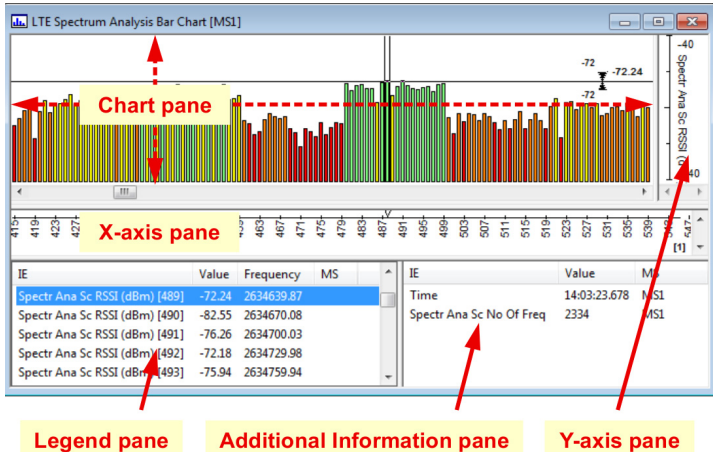 LTE Spectrum Analysis Bar Chart [MS1]
-40
-72
-72.24
-72
Spectr Ana Sc RSSI (d
40
Chart pane
X-axis pane
415- 419- 423- 427- 463- 467- 471- 475- 479- 483- 487- 491- 495- 499- 503- 507- 511- 515- 519- 523- 527- 531- 535- 539- 547-
[1]
IE Value Frequency MS
Spectr Ana Sc RSSI (dBm) [489] -72.24 2634639.87
Spectr Ana Sc RSSI (dBm) [490] -82.55 2634670.08
Spectr Ana Sc RSSI (dBm) [491] -76.26 2634700.03
Spectr Ana Sc RSSI (dBm) [492] -72.18 2634729.98
Spectr Ana Sc RSSI (dBm) [493] -75.94 2634759.94
IE Value MS
Time 14:03:23.678 MS1
Spectr Ana Sc No Of Freq 2334 MS1
Legend pane
Additional Information pane
Y-axis pane